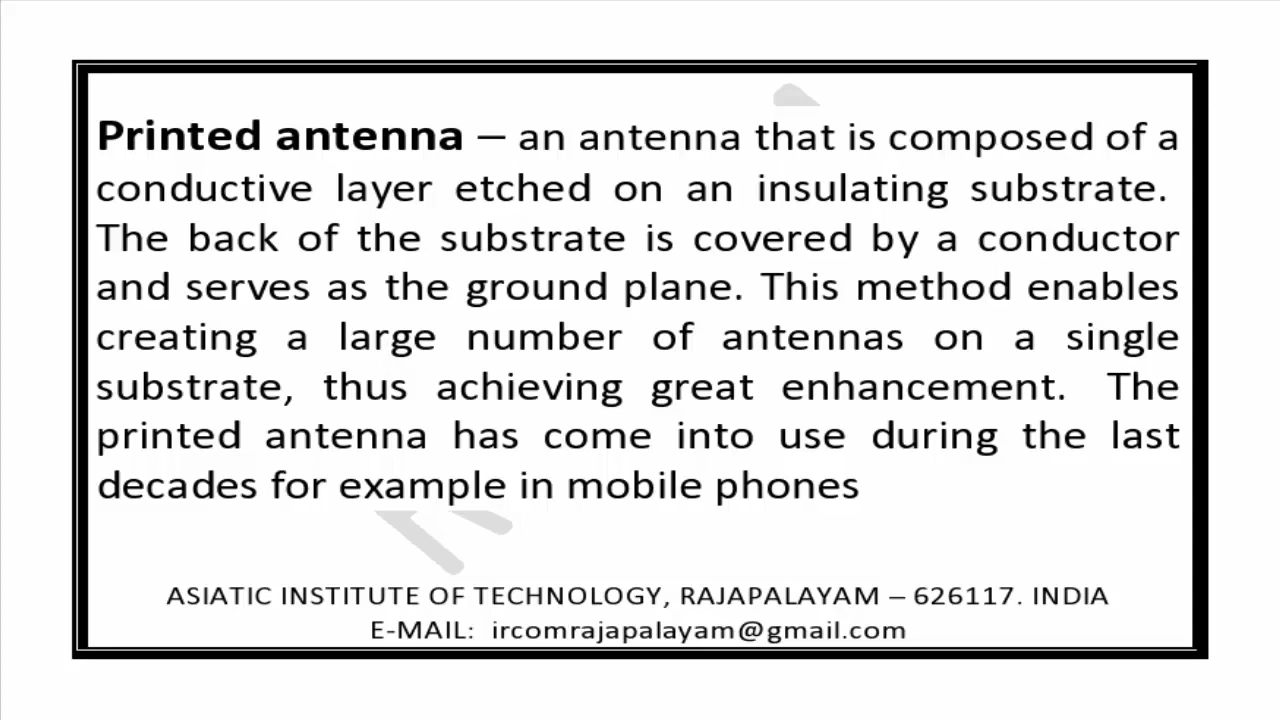 Printed antenna – an antenna that is composed of a
conductive layer etched on an insulating substrate.
The back of the substrate is covered by a conductor
and serves as the ground plane. This method enables
creating a large number of antennas on a single
substrate, thus achieving great enhancement. The
printed antenna has come into use during the last
decades for example in mobile phones
ASIATIC INSTITUTE OF TECHNOLOGY, RAJAPALAYAM – 626117. INDIA
E-MAIL: ircomrajapalayam@gmail.com